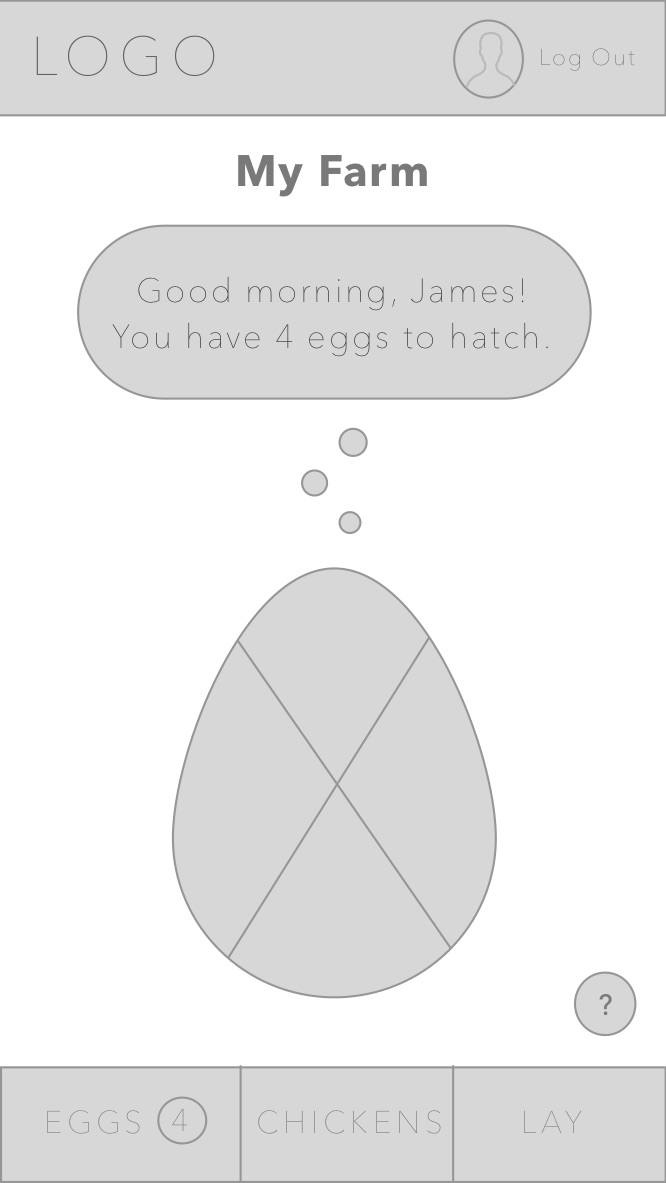 LOGO
Log Out
My Farm
Good morning, James!
You have 4 eggs to hatch.
?
EGGS 4
CHICKENS
LAY